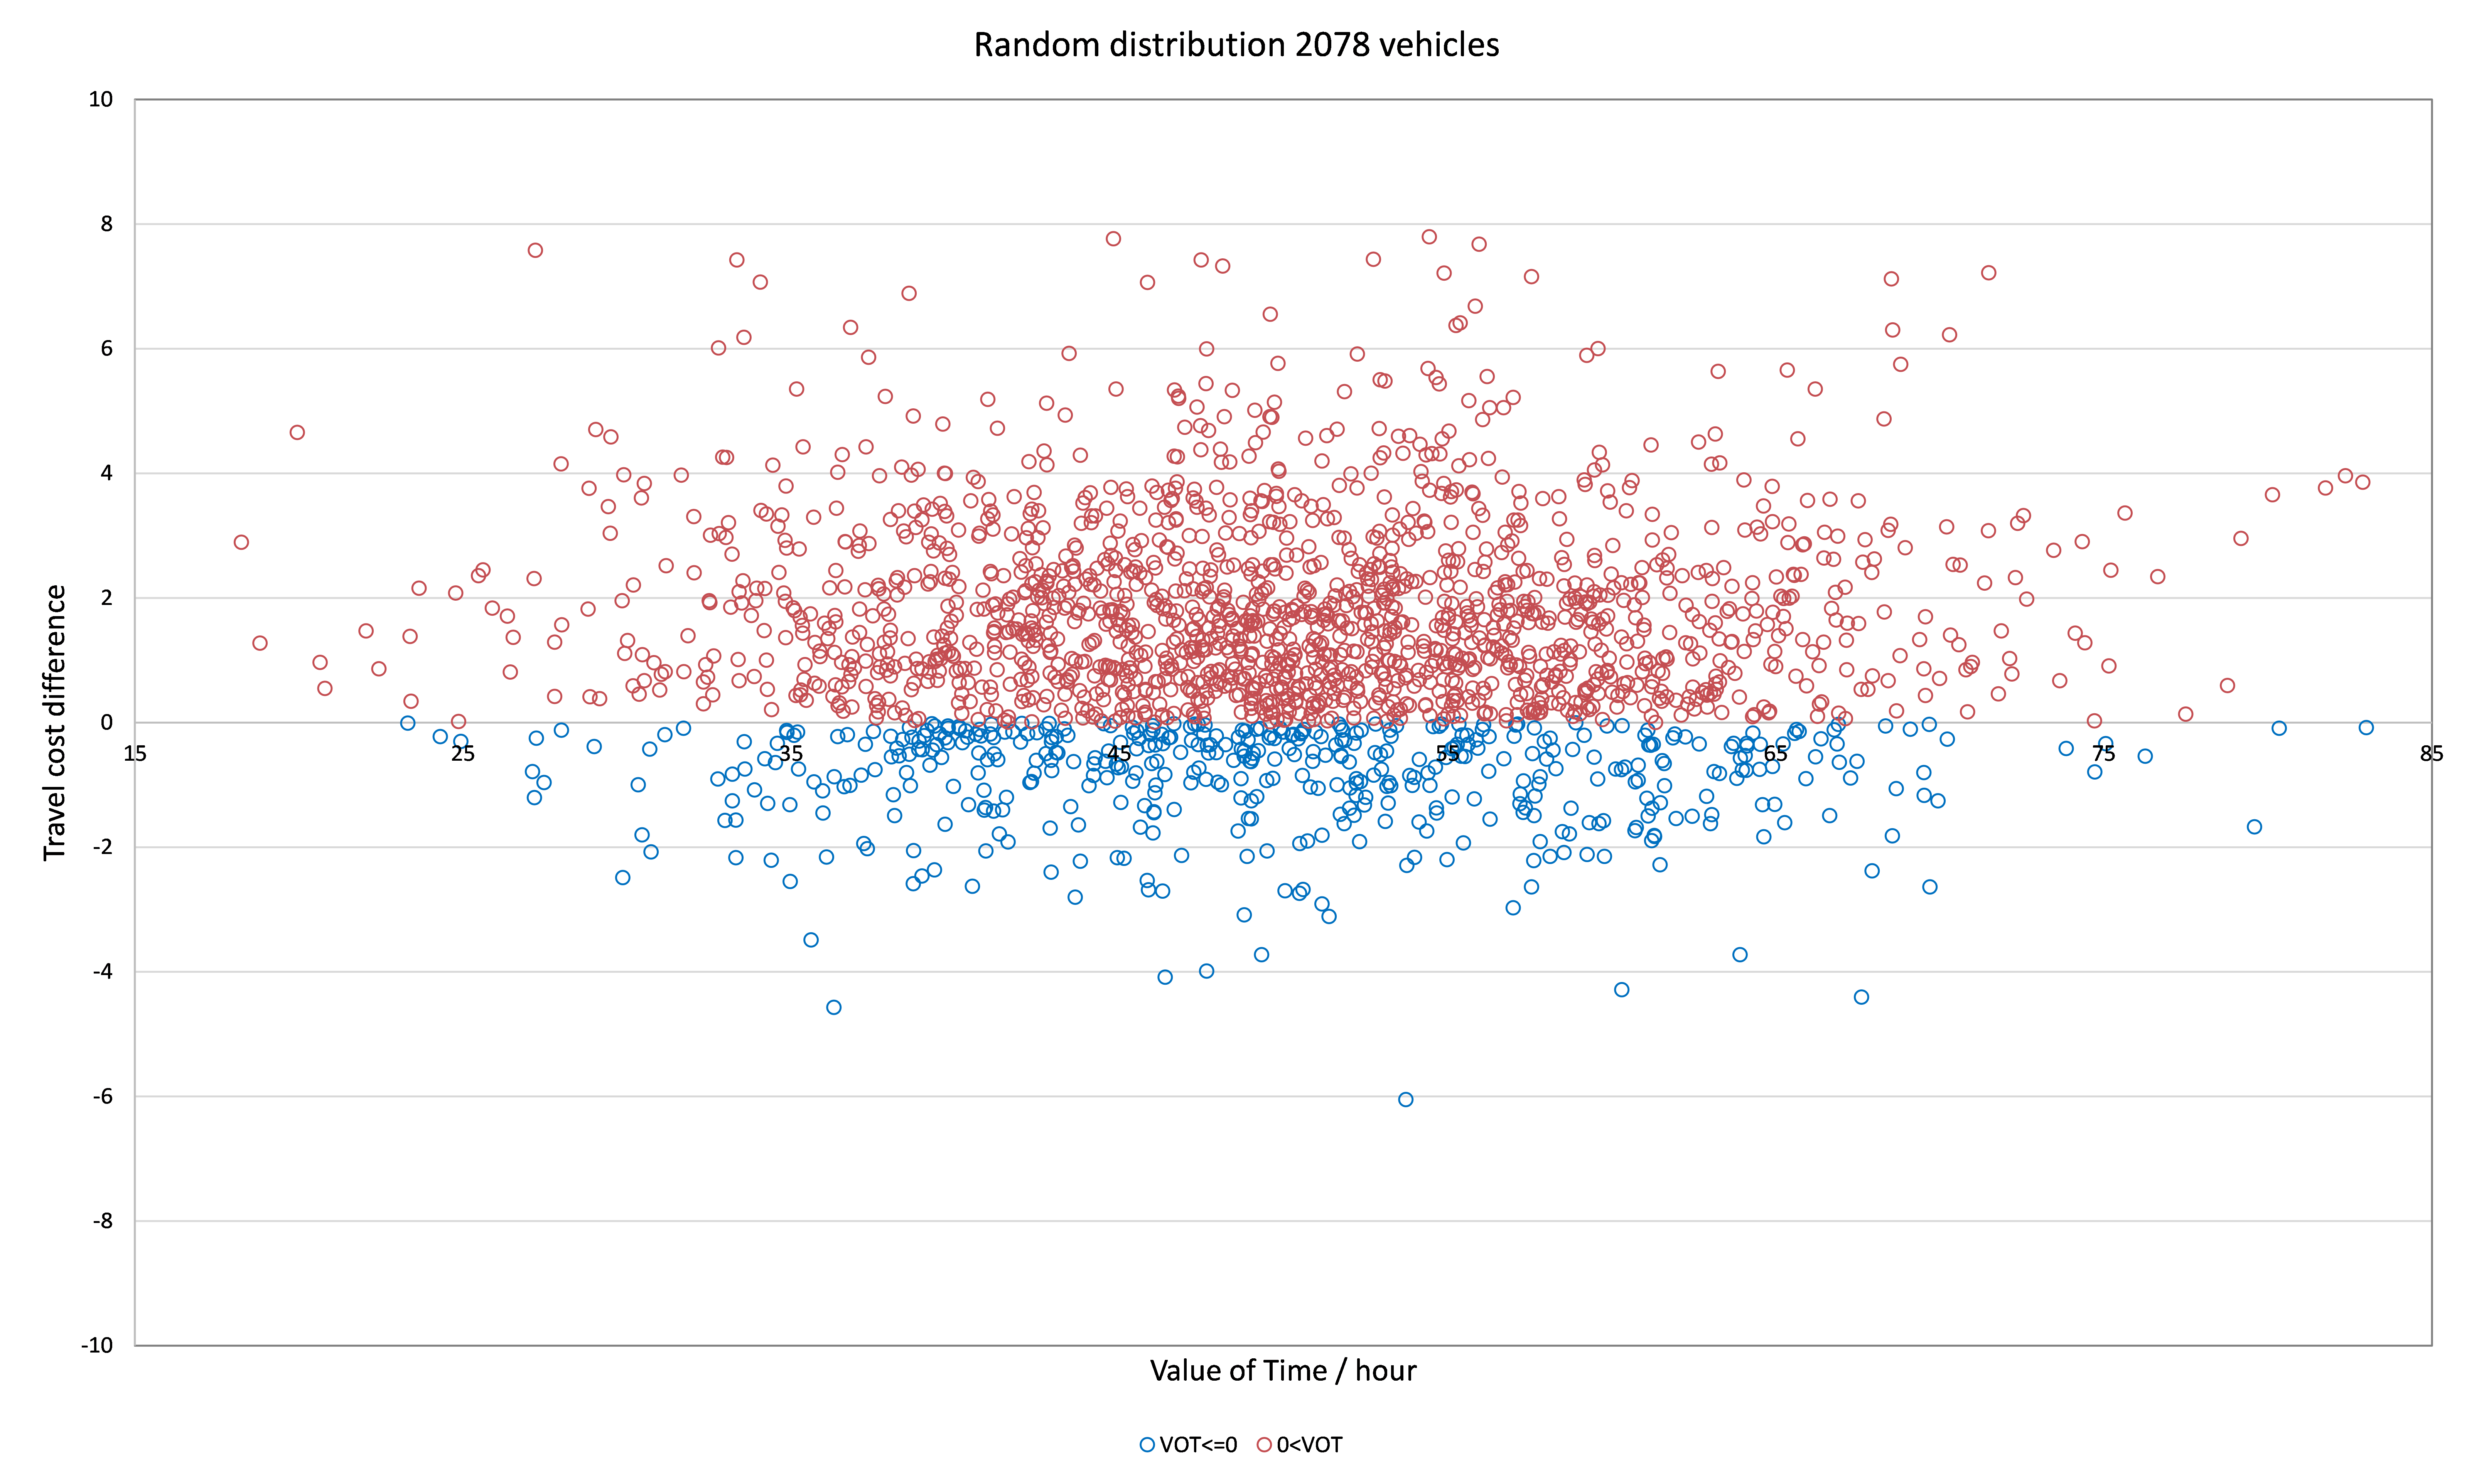 Random distribution 2078 vehicles
10
8
6
4
2
0
-2
-4
-6
-8
-10
Travel cost difference
15 25 35 45 55 65 75 85
Value of Time / hour
VOT<=0 0<VOT